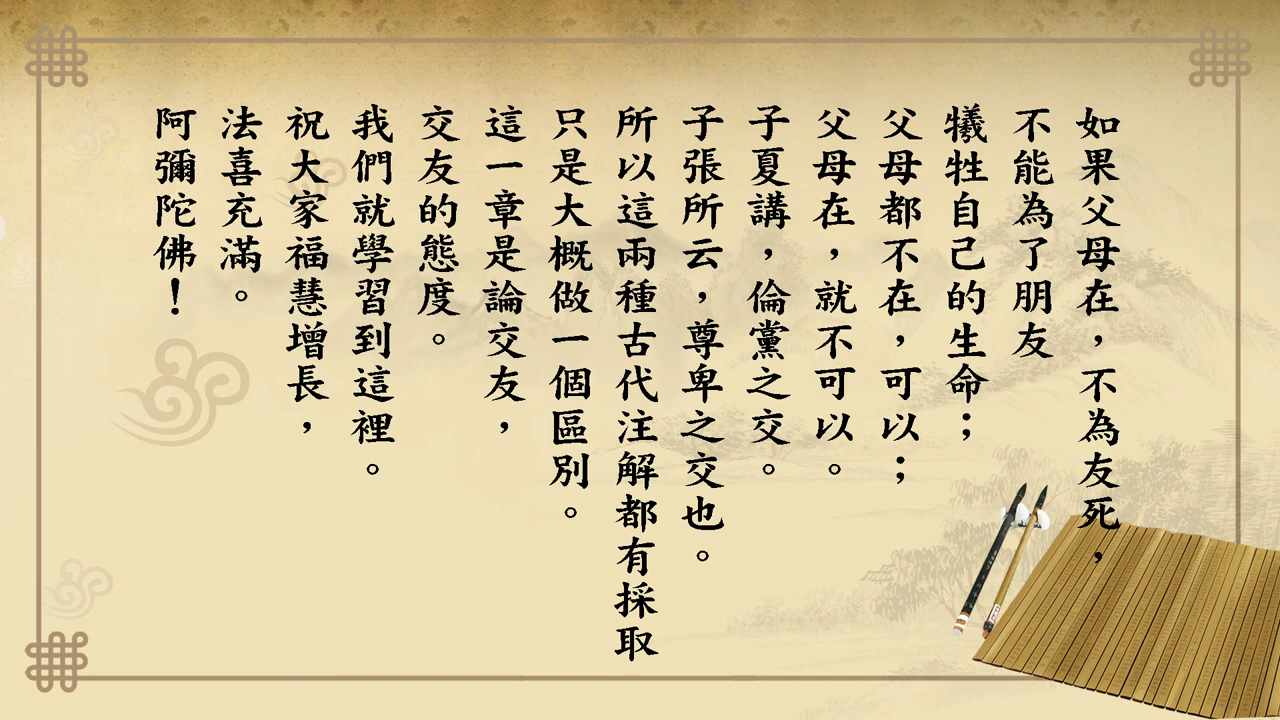 如果父母在，不為友死，
不能為了朋友
犧牲自己的生命；
父母都不在，可以；
父母在，就不可以。
子夏講，倫黨之交。
子張所云，尊卑之交也。
所以這兩種古代注解都有採取
只是大概做一個區別。
這一章是論交友，
交友的態度。
我們就學習到這裡。
祝大家福慧增長，
法喜充滿。
阿彌陀佛！